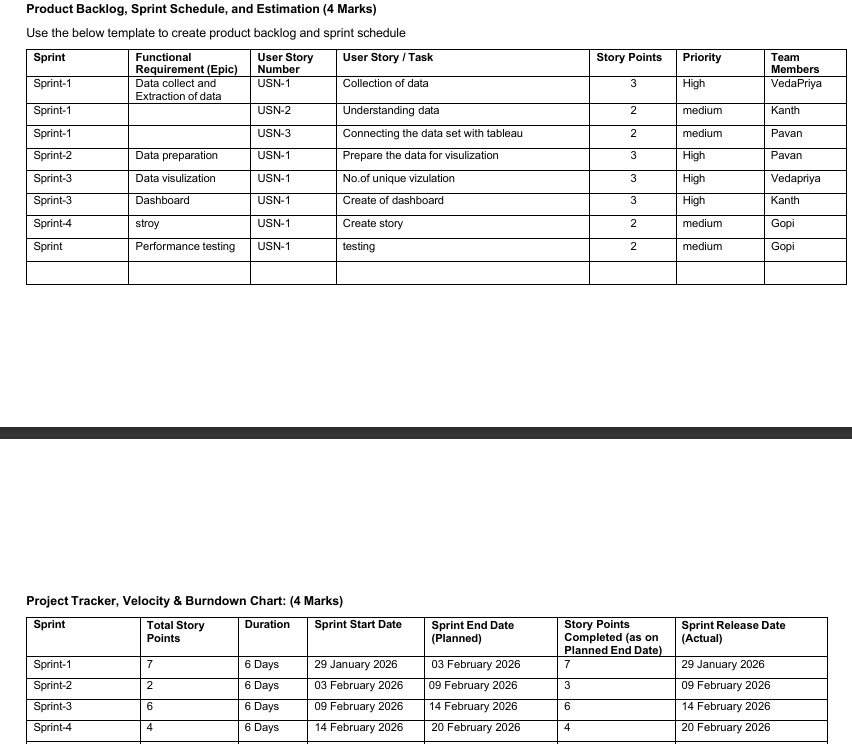 Product Backlog, Sprint Schedule, and Estimation (4 Marks)
Use the below template to create product backlog and sprint schedule
Sprint Functional Requirement (Epic) User Story Number User Story / Task Story Points Priority Team Members
Sprint-1 Data collect and Extraction of data USN-1 Collection of data 3 High VedaPriya
Sprint-1 USN-2 Understanding data 2 medium Kanth
Sprint-1 USN-3 Connecting the data set with tableau 2 medium Pavan
Sprint-2 Data preparation USN-1 Prepare the data for visulization 3 High Pavan
Sprint-3 Data visulization USN-1 No.of unique vizulation 3 High Vedapriya
Sprint-3 Dashboard USN-1 Create of dashboard 3 High Kanth
Sprint-4 stroy USN-1 Create story 2 medium Gopi
Sprint Performance testing USN-1 testing 2 medium Gopi
Project Tracker, Velocity & Burndown Chart: (4 Marks)
Sprint Total Story Points Duration Sprint Start Date Sprint End Date (Planned) Story Points Completed (as on Planned End Date) Sprint Release Date (Actual)
Sprint-1 7 6 Days 29 January 2026 03 February 2026 7 29 January 2026
Sprint-2 2 6 Days 03 February 2026 09 February 2026 3 09 February 2026
Sprint-3 6 6 Days 09 February 2026 14 February 2026 6 14 February 2026
Sprint-4 4 6 Days 14 February 2026 20 February 2026 4 20 February 2026